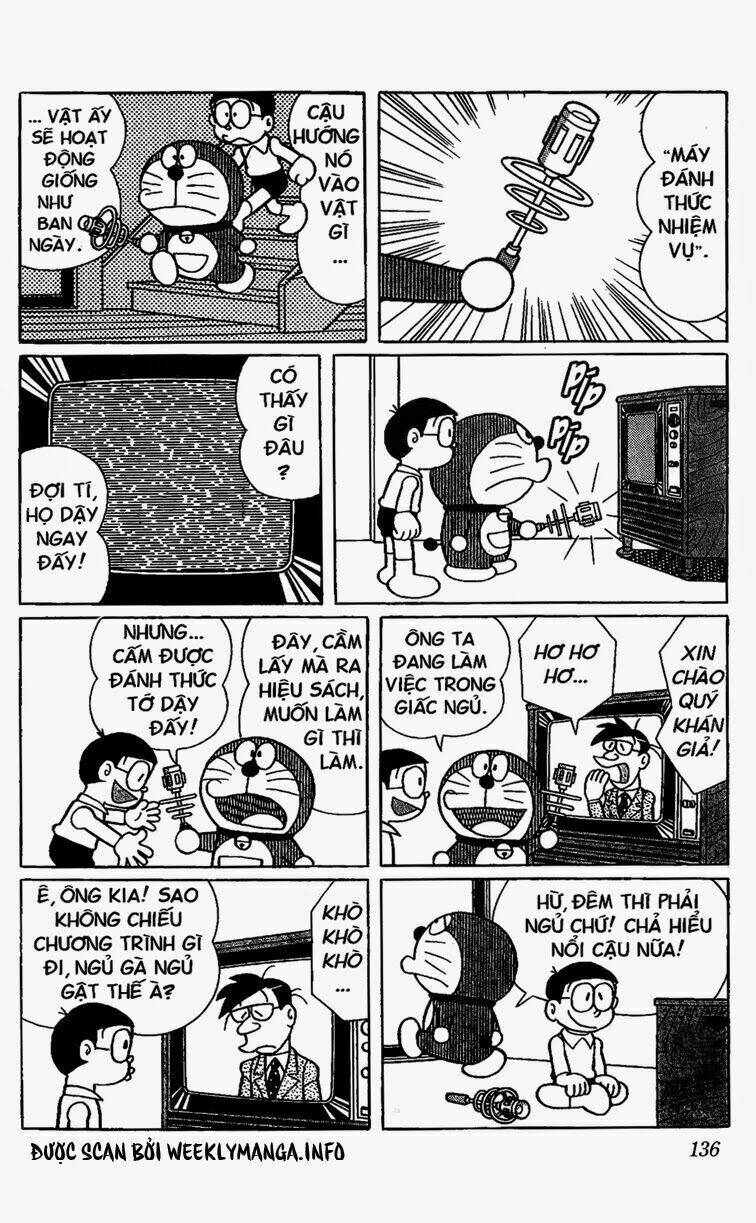 "MÁY
ĐÁNH
THỨC
NHIỆM
VỤ".
CẬU
HƯỚNG
NÓ
VÀO
VẬT
GÌ
...
... VẬT ẤY
SẼ HOẠT
ĐỘNG
GIỐNG
NHƯ
BAN
NGÀY.
PÍP
PÍP
CÓ
THẤY
GÌ
ĐÂU
?
ĐỢI TÍ,
HỌ DẬY
NGAY
ĐẤY!
XIN
CHÀO
QUÝ
KHÁN
GIẢ!
HƠ HƠ
HƠ...
ÔNG TA
ĐANG LÀM
VIỆC TRONG
GIẤC NGỦ.
ĐÂY, CẦM
LẤY MÀ RA
HIỆU SÁCH,
MUỐN LÀM
GÌ THÌ
LÀM.
NHƯNG...
CẤM ĐƯỢC
ĐÁNH THỨC
TỚ DẬY
ĐẤY!
HỪ, ĐÊM THÌ PHẢI
NGỦ CHỨ! CHẢ HIỂU
NỔI CẬU NỮA!
KHÒ
KHÒ
KHÒ
...
Ê, ÔNG KIA! SAO
KHÔNG CHIẾU
CHƯƠNG TRÌNH GÌ
ĐI, NGỦ GÀ NGỦ
GẬT THẾ À?
ĐƯỢC SCAN BỞI WEEKLYMANGA.INFO
136